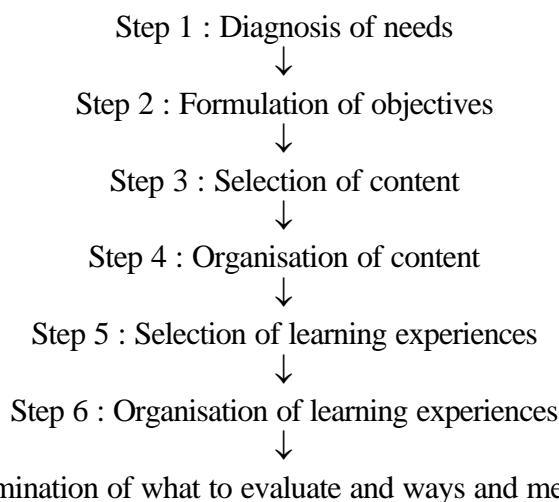 Step 1 : Diagnosis of needs
↓
Step 2 : Formulation of objectives
↓
Step 3 : Selection of content
↓
Step 4 : Organisation of content
↓
Step 5 : Selection of learning experiences
↓
Step 6 : Organisation of learning experiences
↓
of what to evaluate and ways and